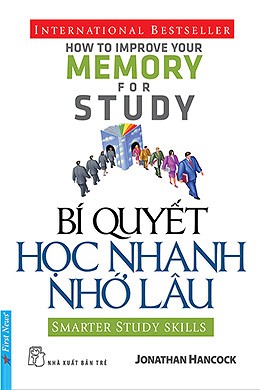 INTERNATIONAL BESTSELLER
HOW TO IMPROVE YOUR
MEMORY
FOR
STUDY
BÍ QUYẾT
HỌC NHANH
NHỚ LÂU
SMARTER STUDY SKILLS
First News
NHÀ XUẤT BẢN TRẺ
JONATHAN HANCOCK